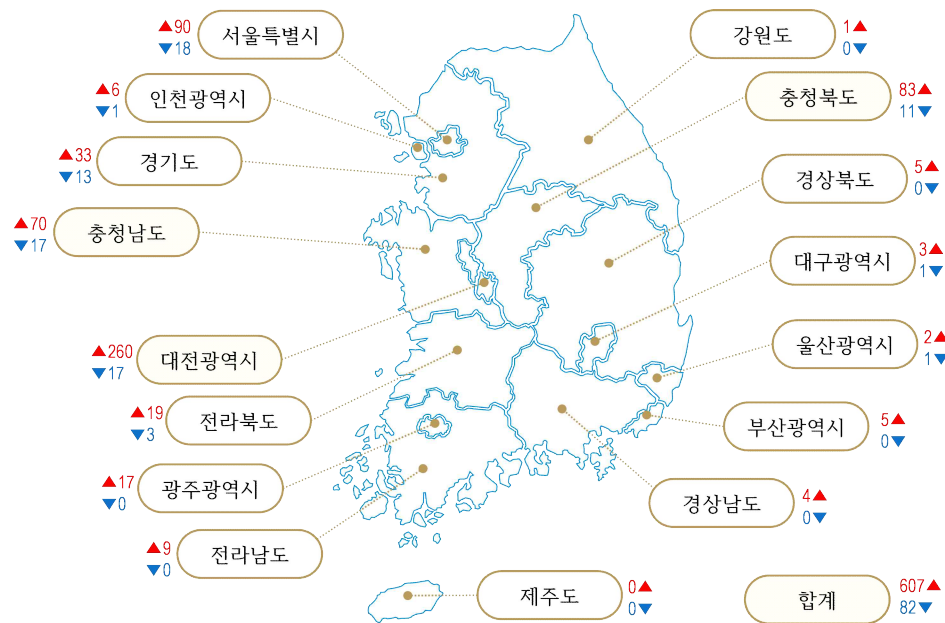 ▲90
▼18
서울특별시
강원도
1▲
0▼
▲6
▼1
인천광역시
충청북도
83▲
11▼
▲33
▼13
경기도
경상북도
5▲
0▼
▲70
▼17
충청남도
대구광역시
3▲
1▼
▲260
▼17
대전광역시
울산광역시
2▲
1▼
▲19
▼3
전라북도
부산광역시
5▲
0▼
▲17
▼0
광주광역시
경상남도
4▲
0▼
▲9
▼0
전라남도
제주도
0▲
0▼
합계
607▲
82▼